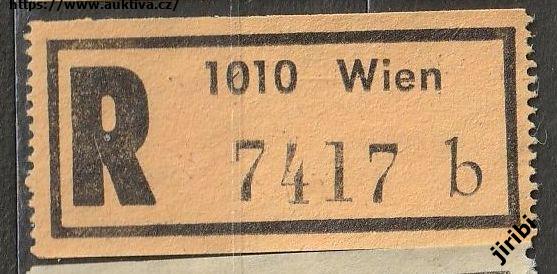 https://www.auktiva.cz/
R
1010 Wien
7417 b
jiribi